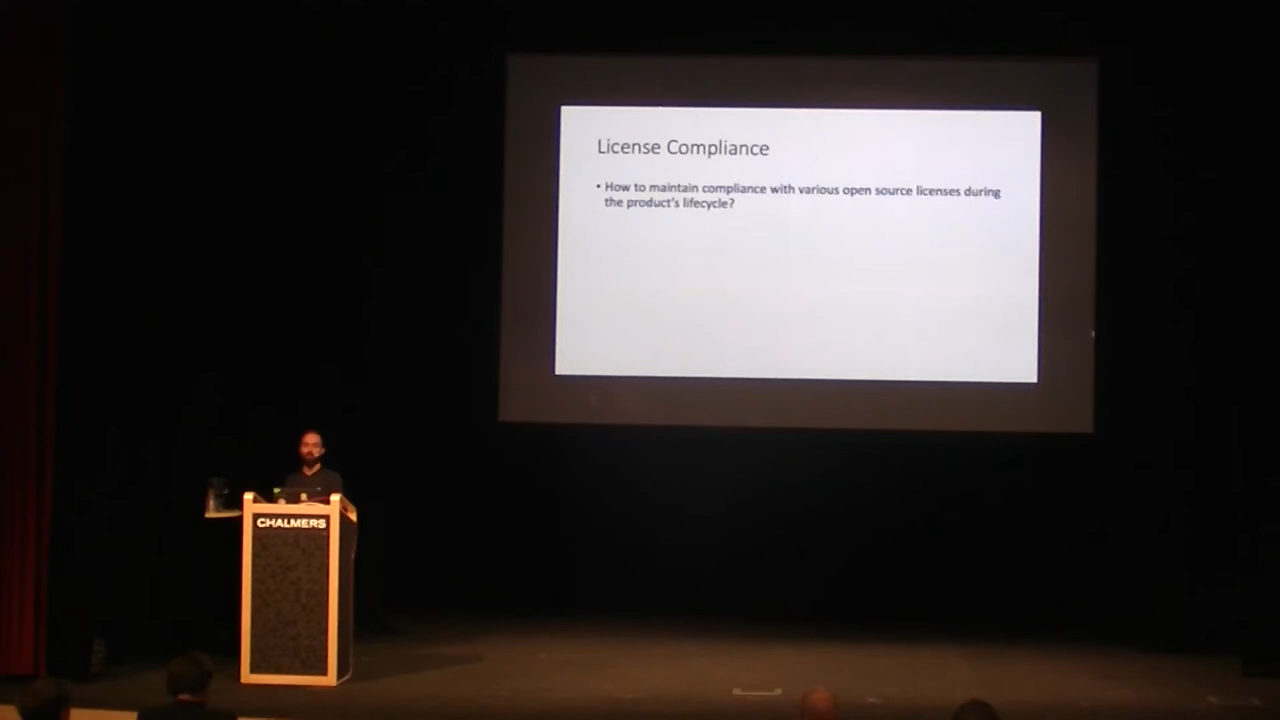 License Compliance
• How to maintain compliance with various open source licenses during
the product's lifecycle?
CHALMERS